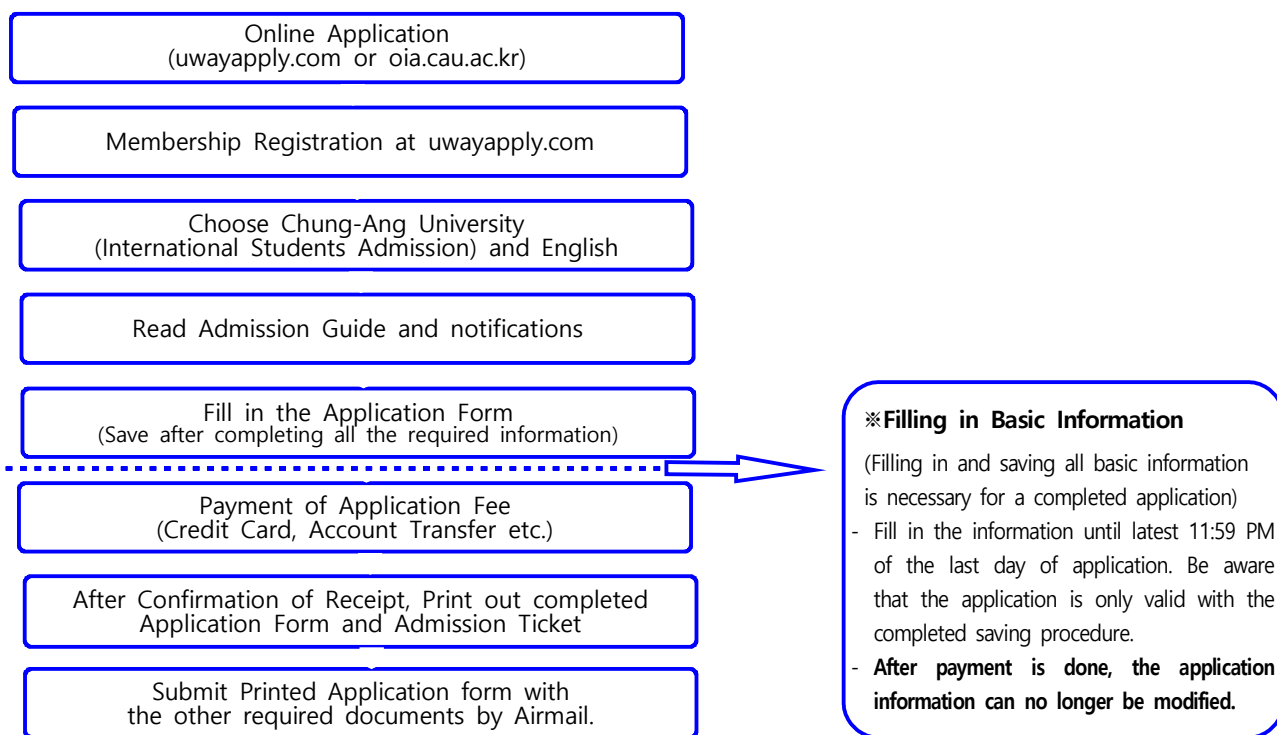 Online Application
(uwayapply.com or oia.cau.ac.kr)
Membership Registration at uwayapply.com
Choose Chung-Ang University
(International Students Admission) and English
Read Admission Guide and notifications
Fill in the Application Form
(Save after completing all the required information)
Payment of Application Fee
(Credit Card, Account Transfer etc.)
After Confirmation of Receipt, Print out completed
Application Form and Admission Ticket
Submit Printed Application form with
the other required documents by Airmail.
※Filling in Basic Information
(Filling in and saving all basic information
is necessary for a completed application)
- Fill in the information until latest 11:59 PM
of the last day of application. Be aware
that the application is only valid with the
completed saving procedure.
- After payment is done, the application
information can no longer be modified.